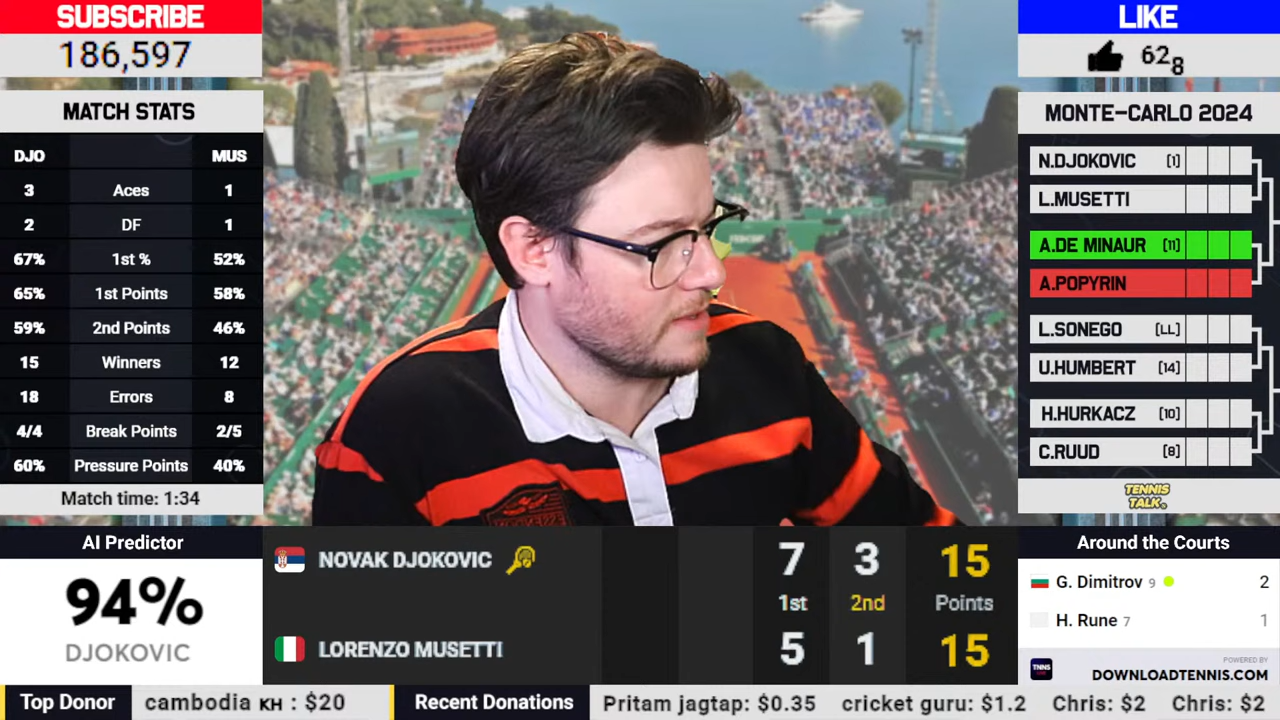 SUBSCRIBE
186,597
MATCH STATS
DJO MUS
3 Aces 1
2 DF 1
67% 1st % 52%
65% 1st Points 58%
59% 2nd Points 46%
15 Winners 12
18 Errors 8
4/4 Break Points 2/5
60% Pressure Points 40%
Match time: 1:34
AI Predictor
94%
DJOKOVIC
NOVAK DJOKOVIC 7 3 15
1st 2nd Points
LORENZO MUSETTI 5 1 15
LIKE
628
MONTE-CARLO 2024
N.DJOKOVIC [1]
L.MUSETTI
A.DE MINAUR [11]
A.POPYRIN
L.SONEGO [LL]
U.HUMBERT [14]
H.HURKACZ [10]
C.RUUD [8]
TENNIS
TALK.
Around the Courts
G. Dimitrov 9 2
H. Rune 7 1
TNNS
POWERED BY
DOWNLOADTENNIS.COM
Top Donor cambodia KH : $20 Recent Donations Pritam jagtap: $0.35 cricket guru: $1.2 Chris: $2 Chris: $2